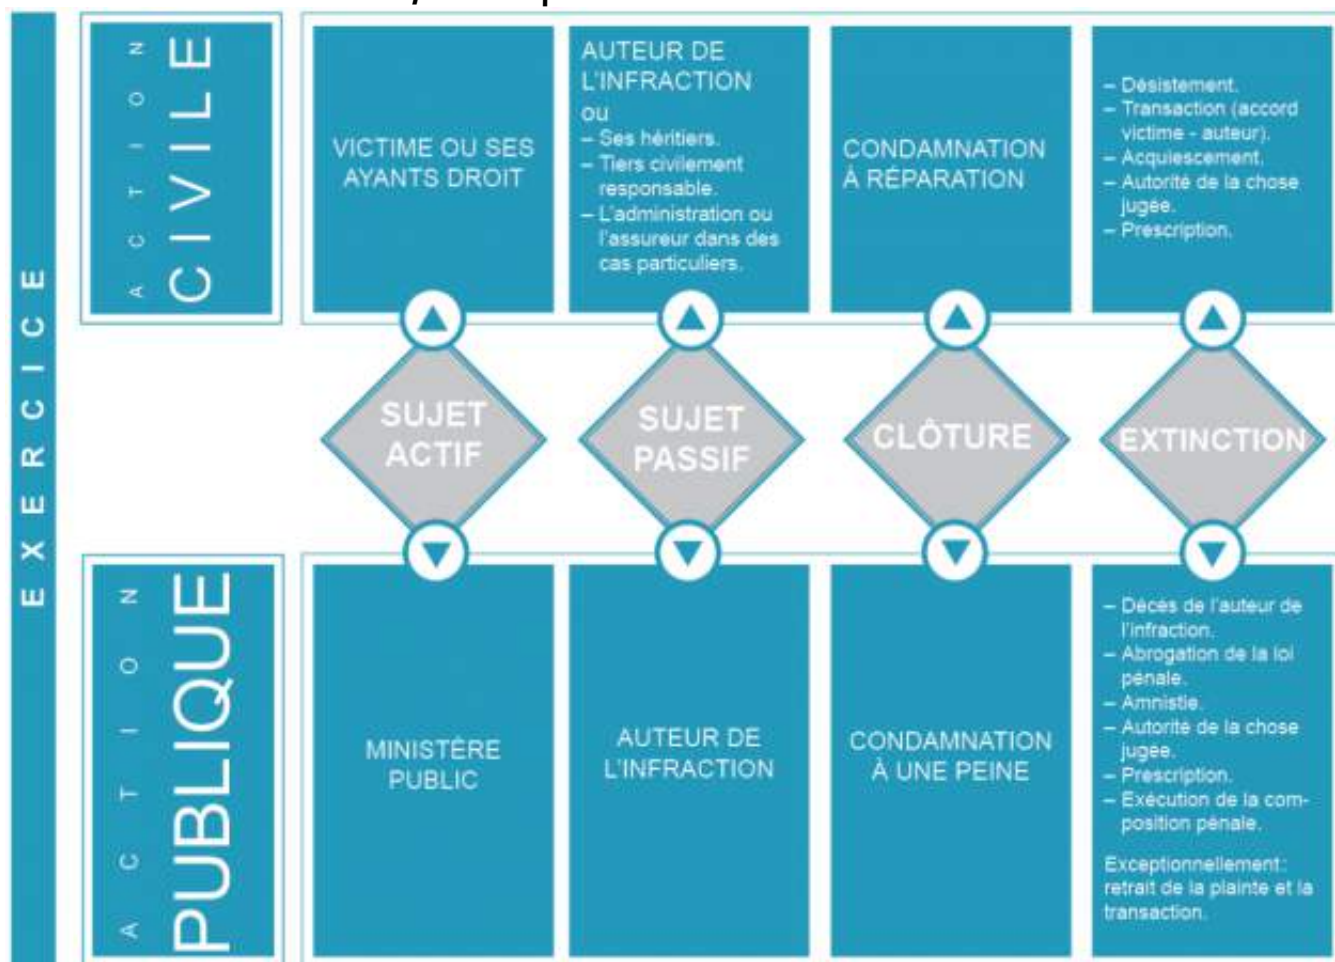 EXERCICE
ACTION
CIVILE
VICTIME OU SES
AYANTS DROIT
AUTEUR DE
L'INFRACTION
ou
– Ses héritiers.
– Tiers civilement
responsable.
– L'administration ou
l'assureur dans des
cas particuliers.
CONDAMNATION
À RÉPARATION
– Désistement.
– Transaction (accord
victime - auteur).
– Acquiescement.
– Autorité de la chose
jugée.
– Prescription.
SUJET
ACTIF
SUJET
PASSIF
CLÔTURE
EXTINCTION
ACTION
PUBLIQUE
MINISTÈRE
PUBLIC
AUTEUR DE
L'INFRACTION
CONDAMNATION
À UNE PEINE
– Décès de l'auteur de
l'infraction.
– Abrogation de la loi
pénale.
– Amnistie.
– Autorité de la chose
jugée.
– Prescription.
– Exécution de la com-
position pénale.
Exceptionnellement :
retrait de la plainte et la
transaction.